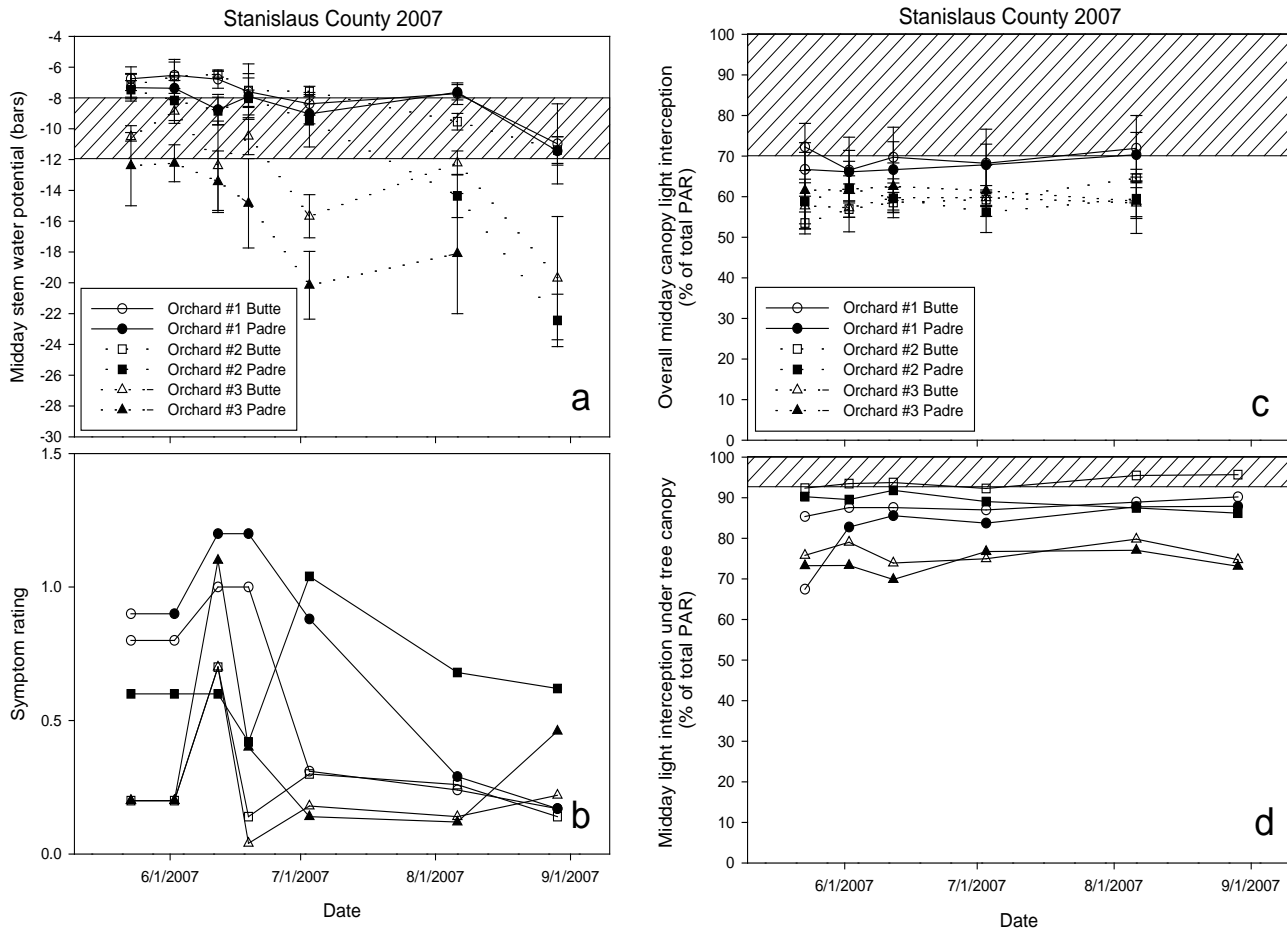 Stanislaus County 2007
Midday stem water potential (bars)
-4
-6
-8
-10
-12
-14
-16
-18
-20
-22
-24
-26
-28
-30
Orchard #1 Butte
Orchard #1 Padre
Orchard #2 Butte
Orchard #2 Padre
Orchard #3 Butte
Orchard #3 Padre
a
Symptom rating
1.5
1.0
0.5
0.0
b
6/1/2007
7/1/2007
8/1/2007
9/1/2007
Date
Stanislaus County 2007
Overall midday canopy light interception
(% of total PAR)
100
90
80
70
60
50
40
30
20
10
0
Orchard #1 Butte
Orchard #1 Padre
Orchard #2 Butte
Orchard #2 Padre
Orchard #3 Butte
Orchard #3 Padre
c
Midday light interception under tree canopy
(% of total PAR)
100
90
80
70
60
50
40
30
20
10
0
d
6/1/2007
7/1/2007
8/1/2007
9/1/2007
Date